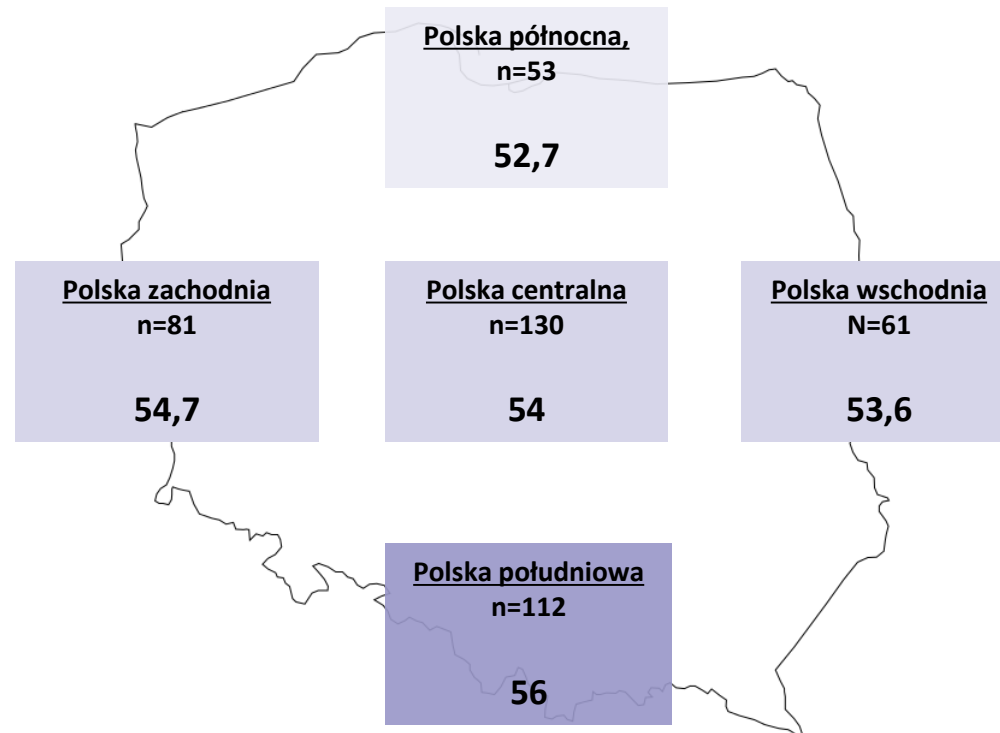 Polska północna,
n=53
52,7
Polska zachodnia
n=81
54,7
Polska centralna
n=130
54
Polska wschodnia
N=61
53,6
Polska południowa
n=112
56